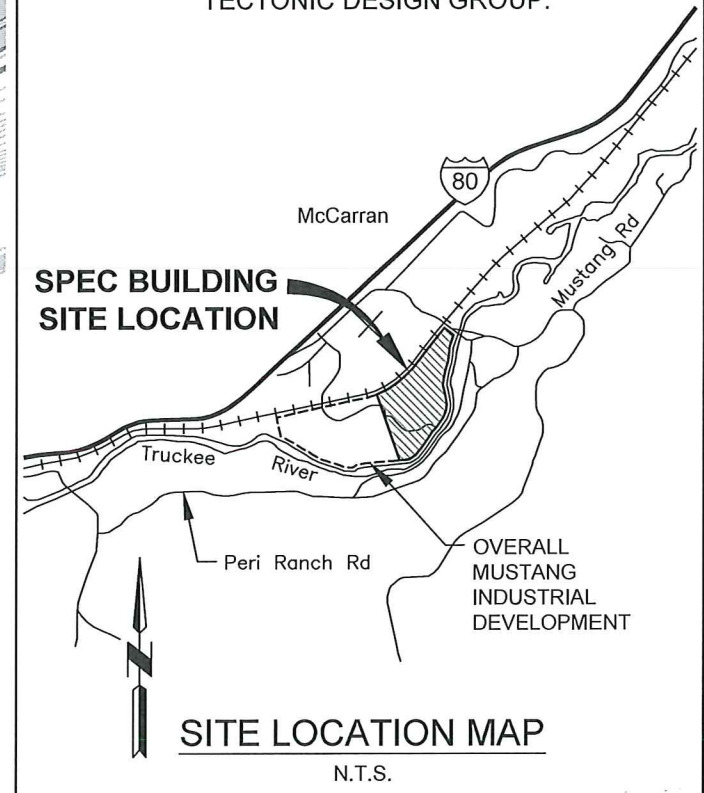 TECTONIC DESIGN GROUP.
80
McCarran
SPEC BUILDING
SITE LOCATION
Mustang Rd
Truckee River
Peri Ranch Rd
OVERALL
MUSTANG
INDUSTRIAL
DEVELOPMENT
N
SITE LOCATION MAP
N.T.S.